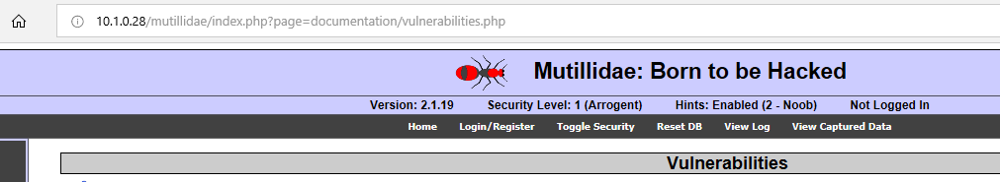 10.1.0.28/mutillidae/index.php?page=documentation/vulnerabilities.php
Mutillidae: Born to be Hacked
Version: 2.1.19 Security Level: 1 (Arrogent) Hints: Enabled (2 - Noob) Not Logged In
Home Login/Register Toggle Security Reset DB View Log View Captured Data
Vulnerabilities